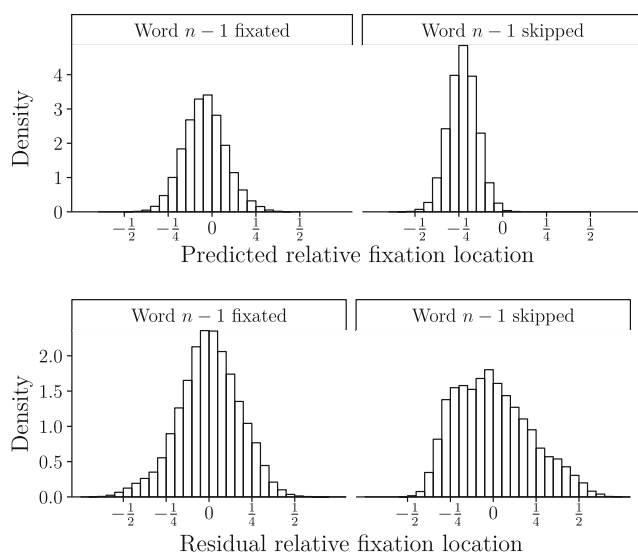 Word n − 1 fixated
Word n − 1 skipped
Density
4
3
2
1
0
−1/2 −1/4 0 1/4 1/2
−1/2 −1/4 0 1/4 1/2
Predicted relative fixation location
Word n − 1 fixated
Word n − 1 skipped
Density
2.0
1.5
1.0
0.5
0.0
−1/2 −1/4 0 1/4 1/2
−1/2 −1/4 0 1/4 1/2
Residual relative fixation location